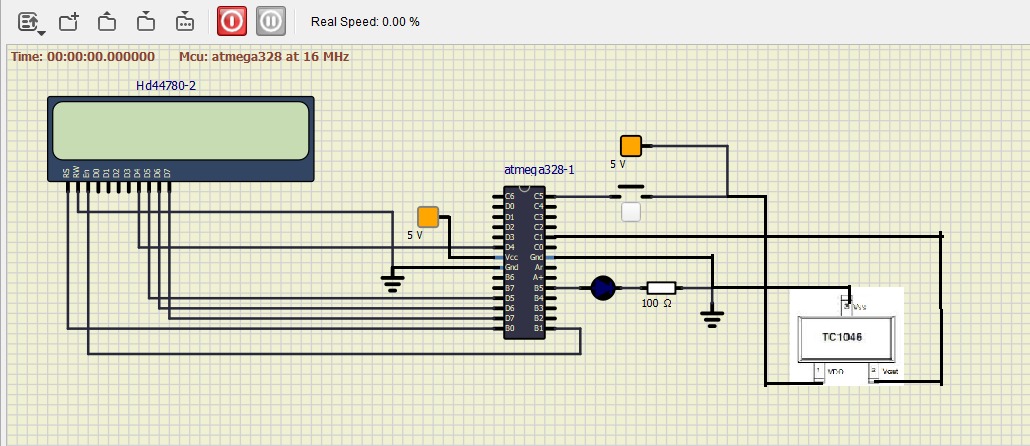 Real Speed: 0.00 %
Time: 00:00:00.000000 Mcu: atmega328 at 16 MHz
Hd44780-2
RS RW En D0 D1 D2 D3 D4 D5 D6 D7
5 V
atmega328-1
C6 C5
D0 C4
D1 C3
5 V
D2 C2
D3 C1
D4 C0
Vcc Gnd
Gnd Ar
B6 A+
B7 B5
100 Ω
D5 B4
D6 B3
D7 B2
B0 B1
3 Vss
TC1046
1 VDD
2 Vout